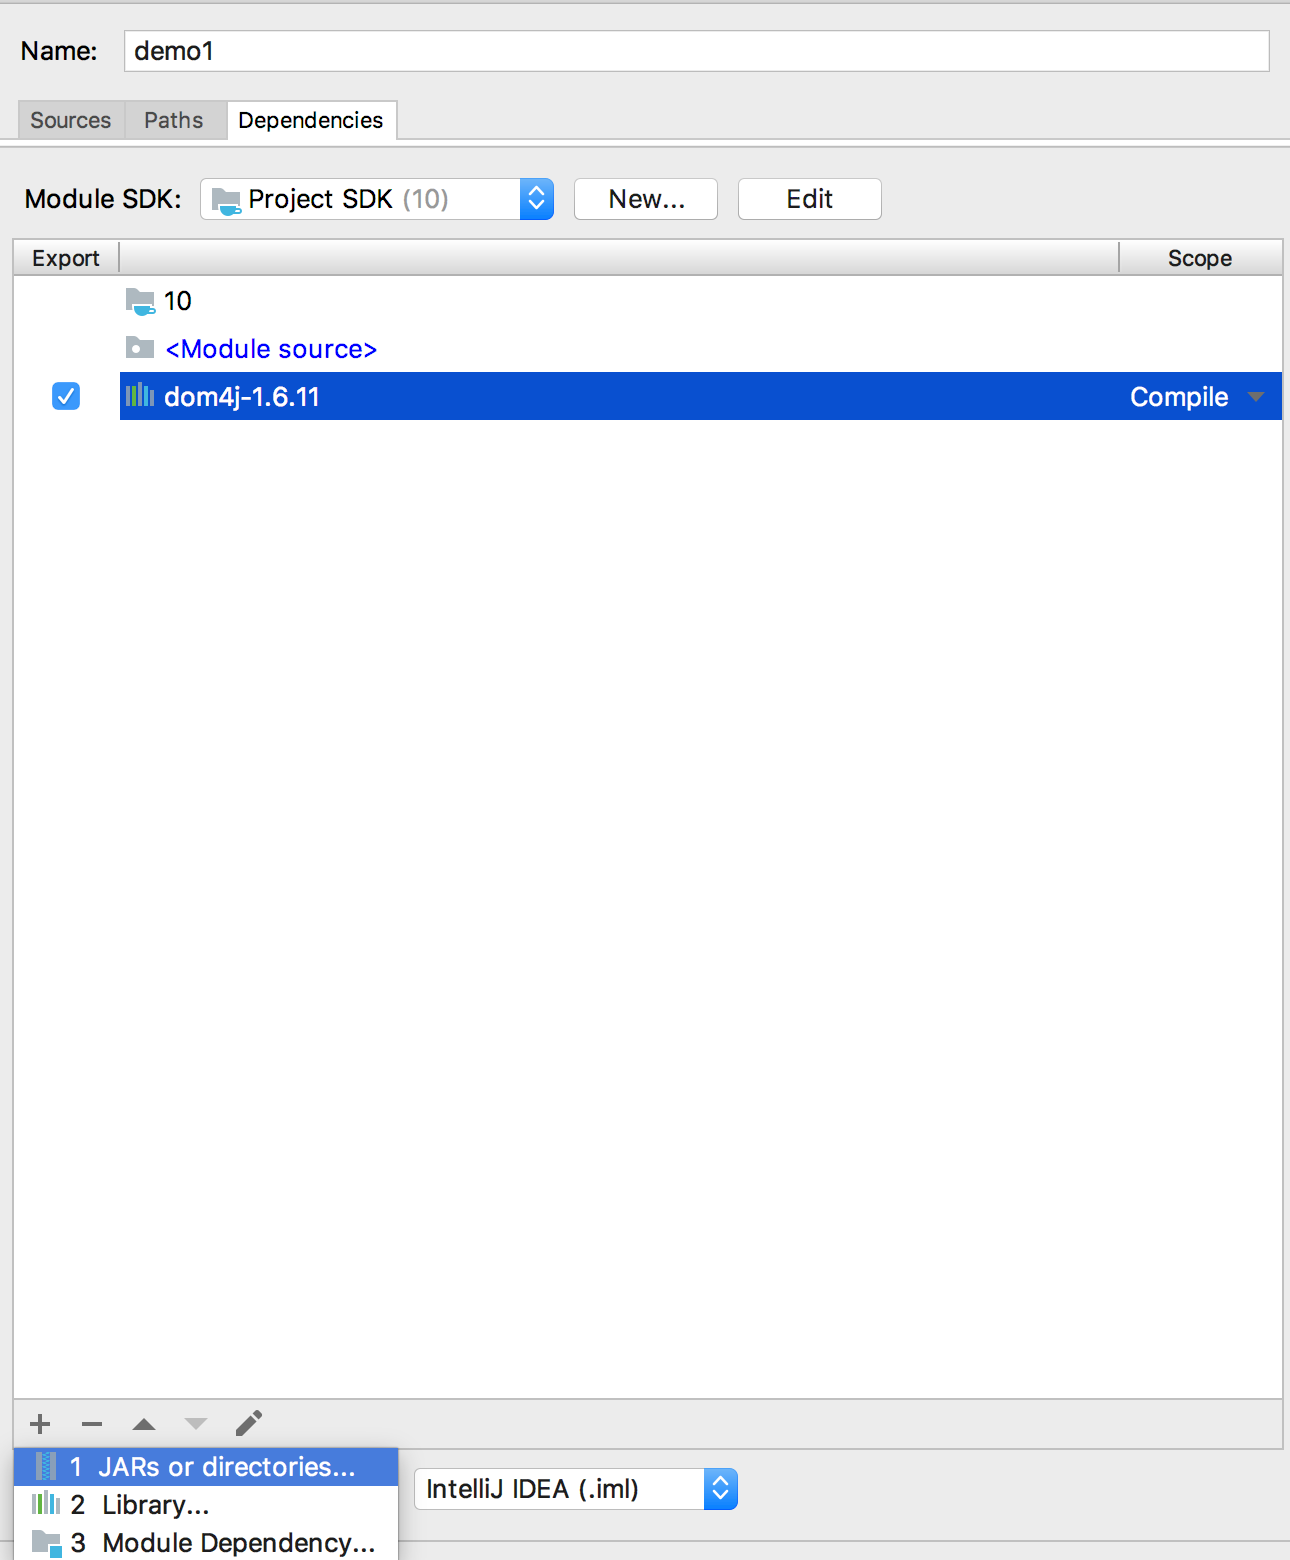 Name: demo1
Sources Paths Dependencies
Module SDK: Project SDK (10) New... Edit
Export Scope
10
<Module source>
dom4j-1.6.11 Compile
1 JARs or directories...
IntelliJ IDEA (.iml)
2 Library...
3 Module Dependency...